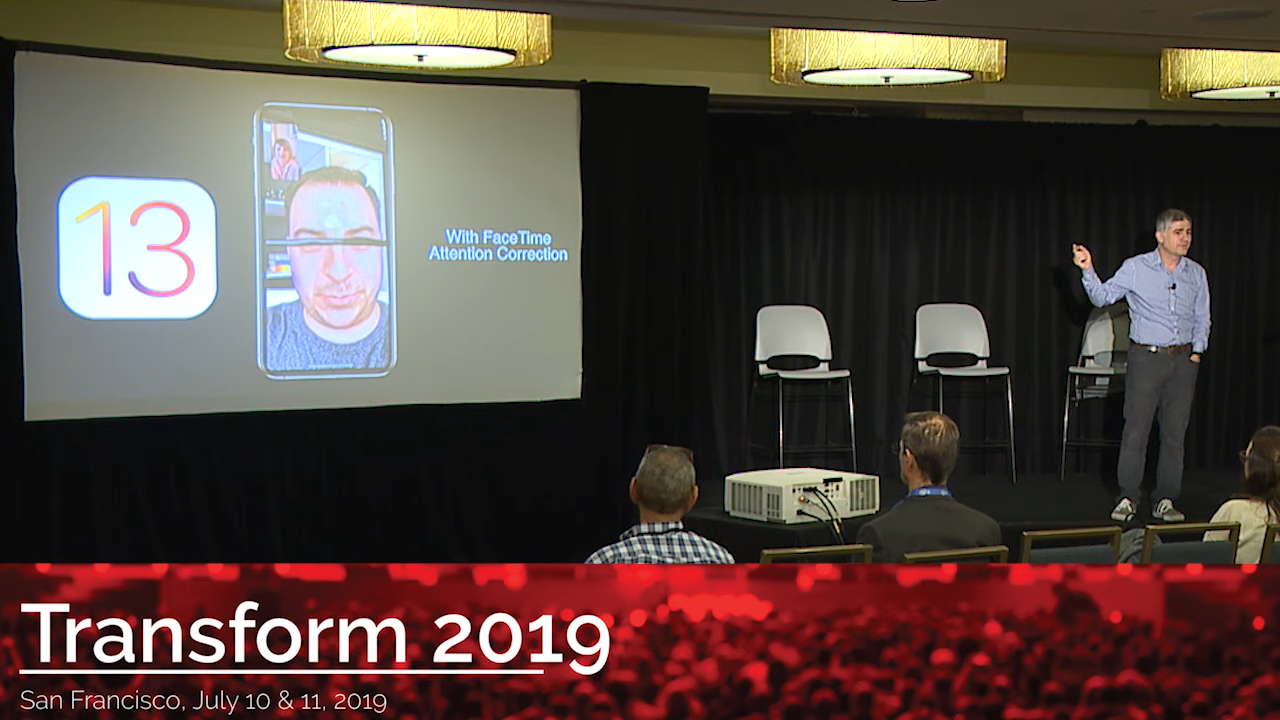 13
With FaceTime
Attention Correction
Transform 2019
San Francisco, July 10 & 11, 2019